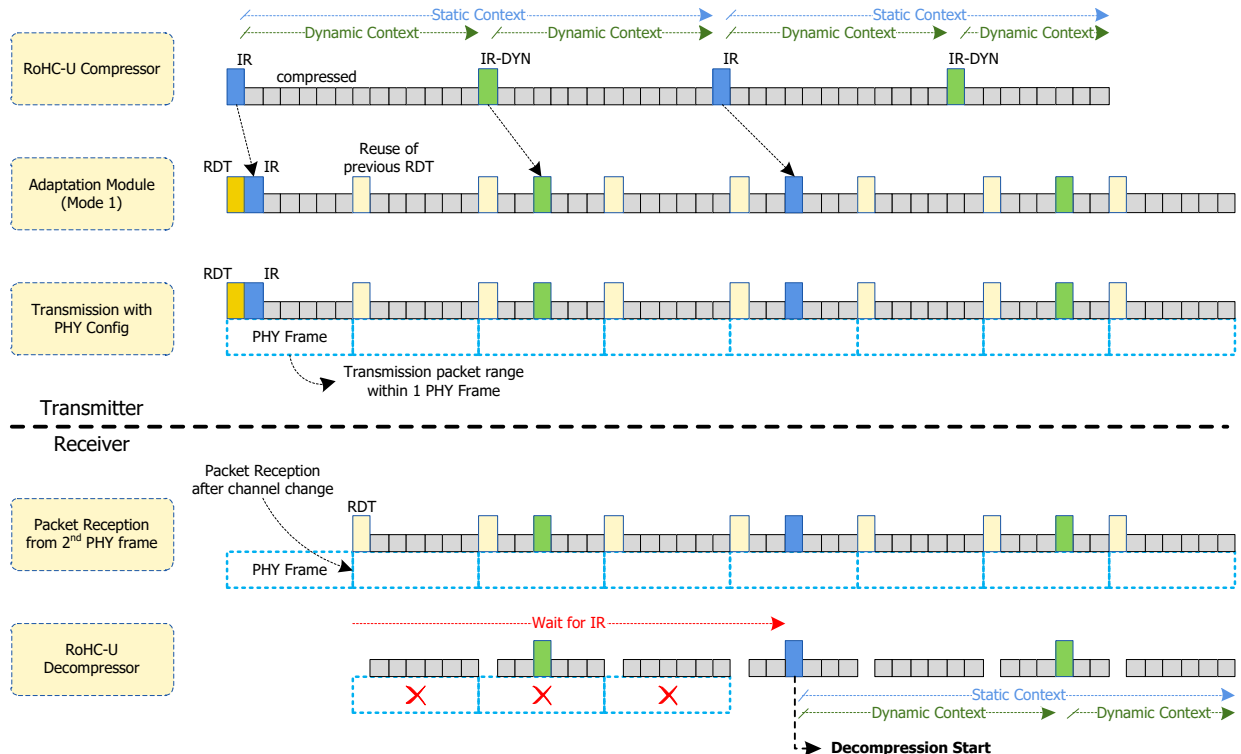 Static Context
Static Context
Dynamic Context
Dynamic Context
Dynamic Context
Dynamic Context
RoHC-U Compressor
IR
compressed
IR-DYN
IR
IR-DYN
Adaptation Module
(Mode 1)
RDT
IR
Reuse of
previous RDT
Transmission with
PHY Config
RDT
IR
PHY Frame
Transmission packet range
within 1 PHY Frame
Transmitter
Receiver
Packet Reception
after channel change
Packet Reception
from 2nd PHY frame
RDT
PHY Frame
Wait for IR
RoHC-U
Decompressor
Static Context
Dynamic Context
Dynamic Context
Decompression Start